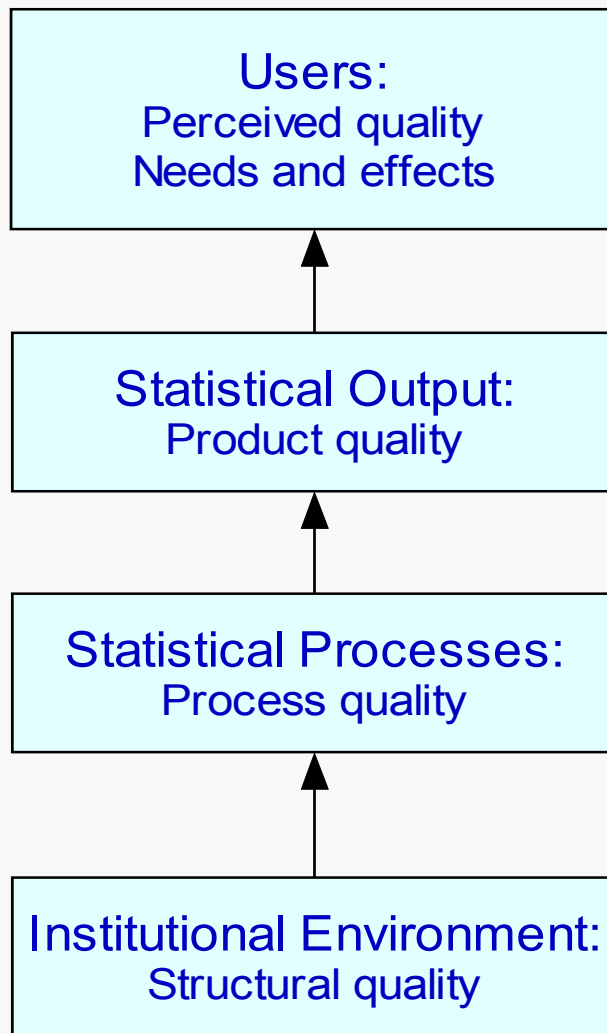 Users:
Perceived quality
Needs and effects
Statistical Output:
Product quality
Statistical Processes:
Process quality
Institutional Environment:
Structural quality